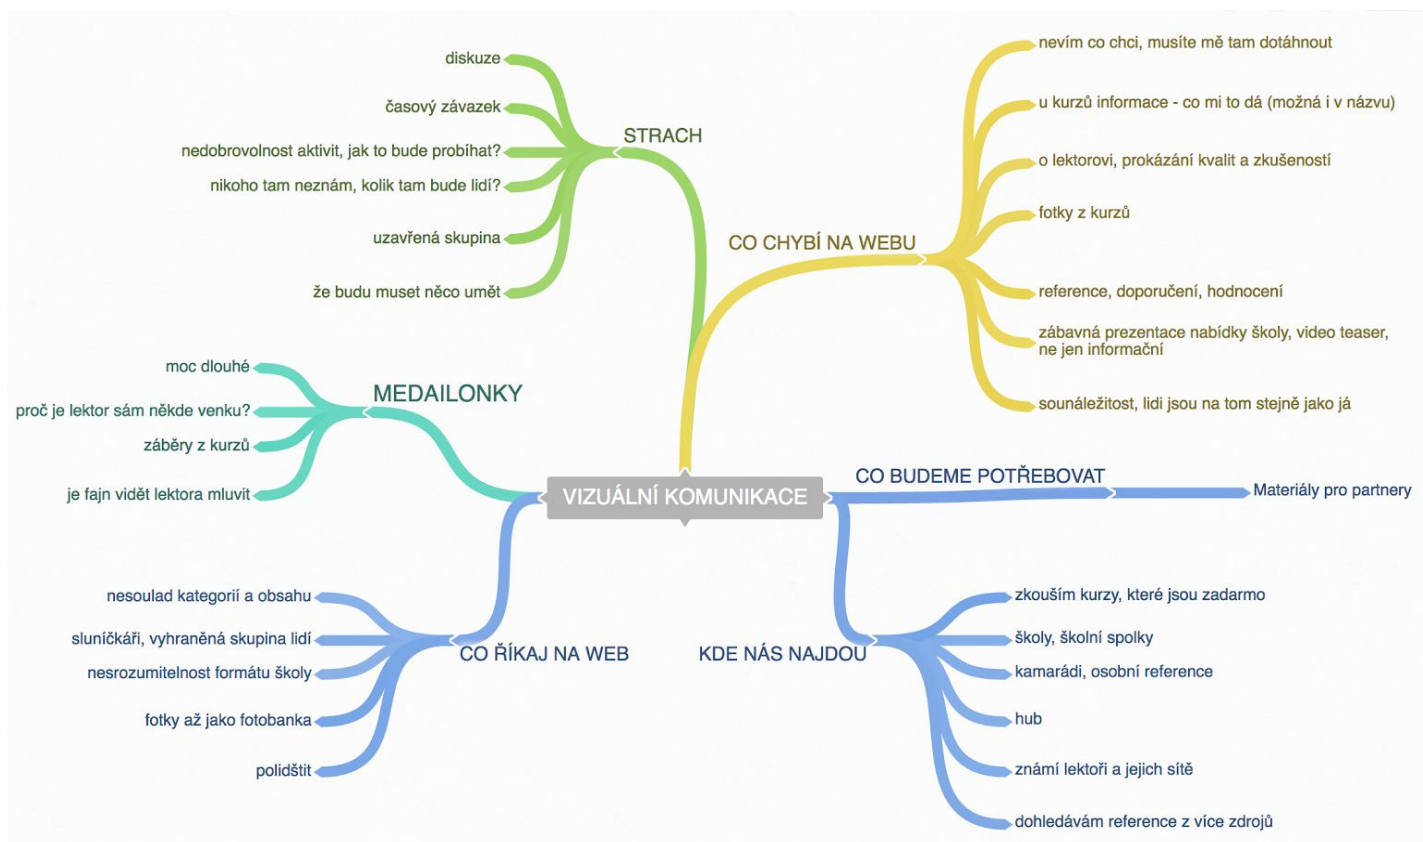 VIZUÁLNÍ KOMUNIKACE
STRACH
diskuze
časový závazek
nedobrovolnost aktivit, jak to bude probíhat?
nikoho tam neznám, kolik tam bude lidí?
uzavřená skupina
že budu muset něco umět
CO CHYBÍ NA WEBU
nevím co chci, musíte mě tam dotáhnout
u kurzů informace - co mi to dá (možná i v názvu)
o lektorovi, prokázání kvalit a zkušeností
fotky z kurzů
reference, doporučení, hodnocení
zábavná prezentace nabídky školy, video teaser,
ne jen informační
sounáležitost, lidi jsou na tom stejně jako já
MEDAILONKY
moc dlouhé
proč je lektor sám někde venku?
záběry z kurzů
je fajn vidět lektora mluvit
CO BUDEME POTŘEBOVAT
Materiály pro partnery
CO ŘÍKAJ NA WEB
nesoulad kategorií a obsahu
sluníčkáři, vyhraněná skupina lidí
nesrozumitelnost formátu školy
fotky až jako fotobanka
polidštit
KDE NÁS NAJDOU
zkouším kurzy, které jsou zadarmo
školy, školní spolky
kamarádi, osobní reference
hub
známí lektoři a jejich sítě
dohledávám reference z více zdrojů